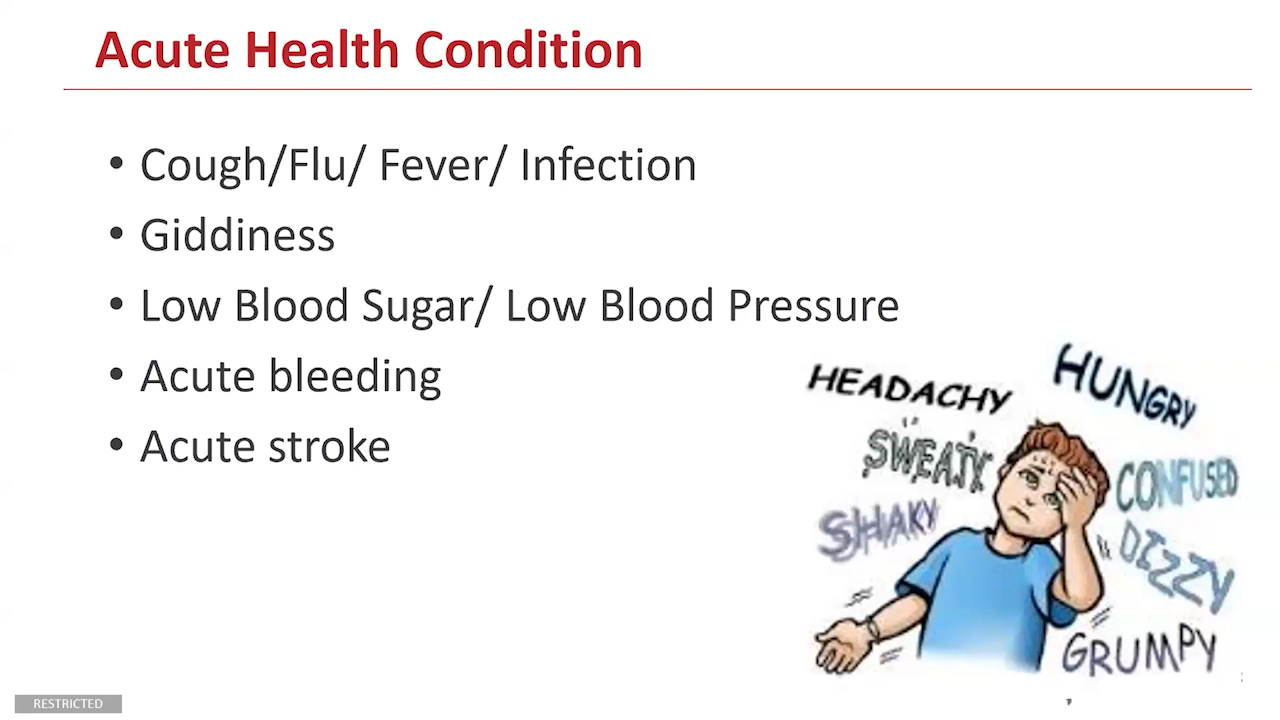 Acute Health Condition
• Cough/Flu/ Fever/ Infection
• Giddiness
• Low Blood Sugar/ Low Blood Pressure
• Acute bleeding
• Acute stroke
HEADACHY
HUNGRY
SWEATY
CONFUSED
SHAKY
DIZZY
GRUMPY
RESTRICTED